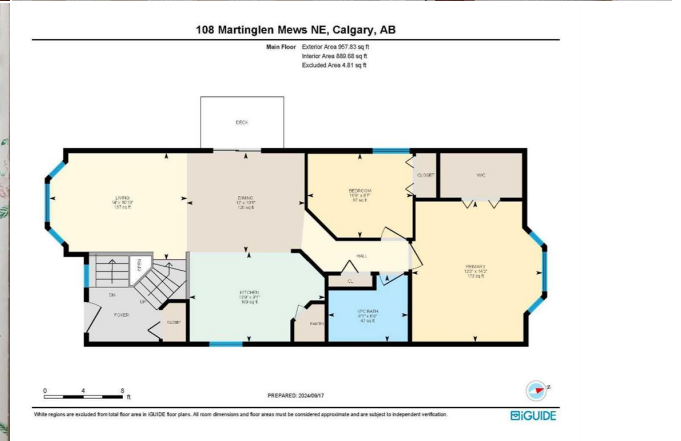 108 Martinglen Mews NE, Calgary, AB
Main Floor Exterior Area 957.83 sq ft
Interior Area 889.68 sq ft
Excluded Area 4.81 sq ft
DECK
LIVING
DINING
BEDROOM
CLOSET
WIC
HALL
PRIMARY
OPEN
DN
UP
FOYER
CLOSET
KITCHEN
PANTRY
CL
4PC BATH
0 4 8
ft
PREPARED: 2024/09/17
White regions are excluded from total floor area in iGUIDE floor plans. All room dimensions and floor areas must be considered approximate and are subject to independent verification.
iGUIDE